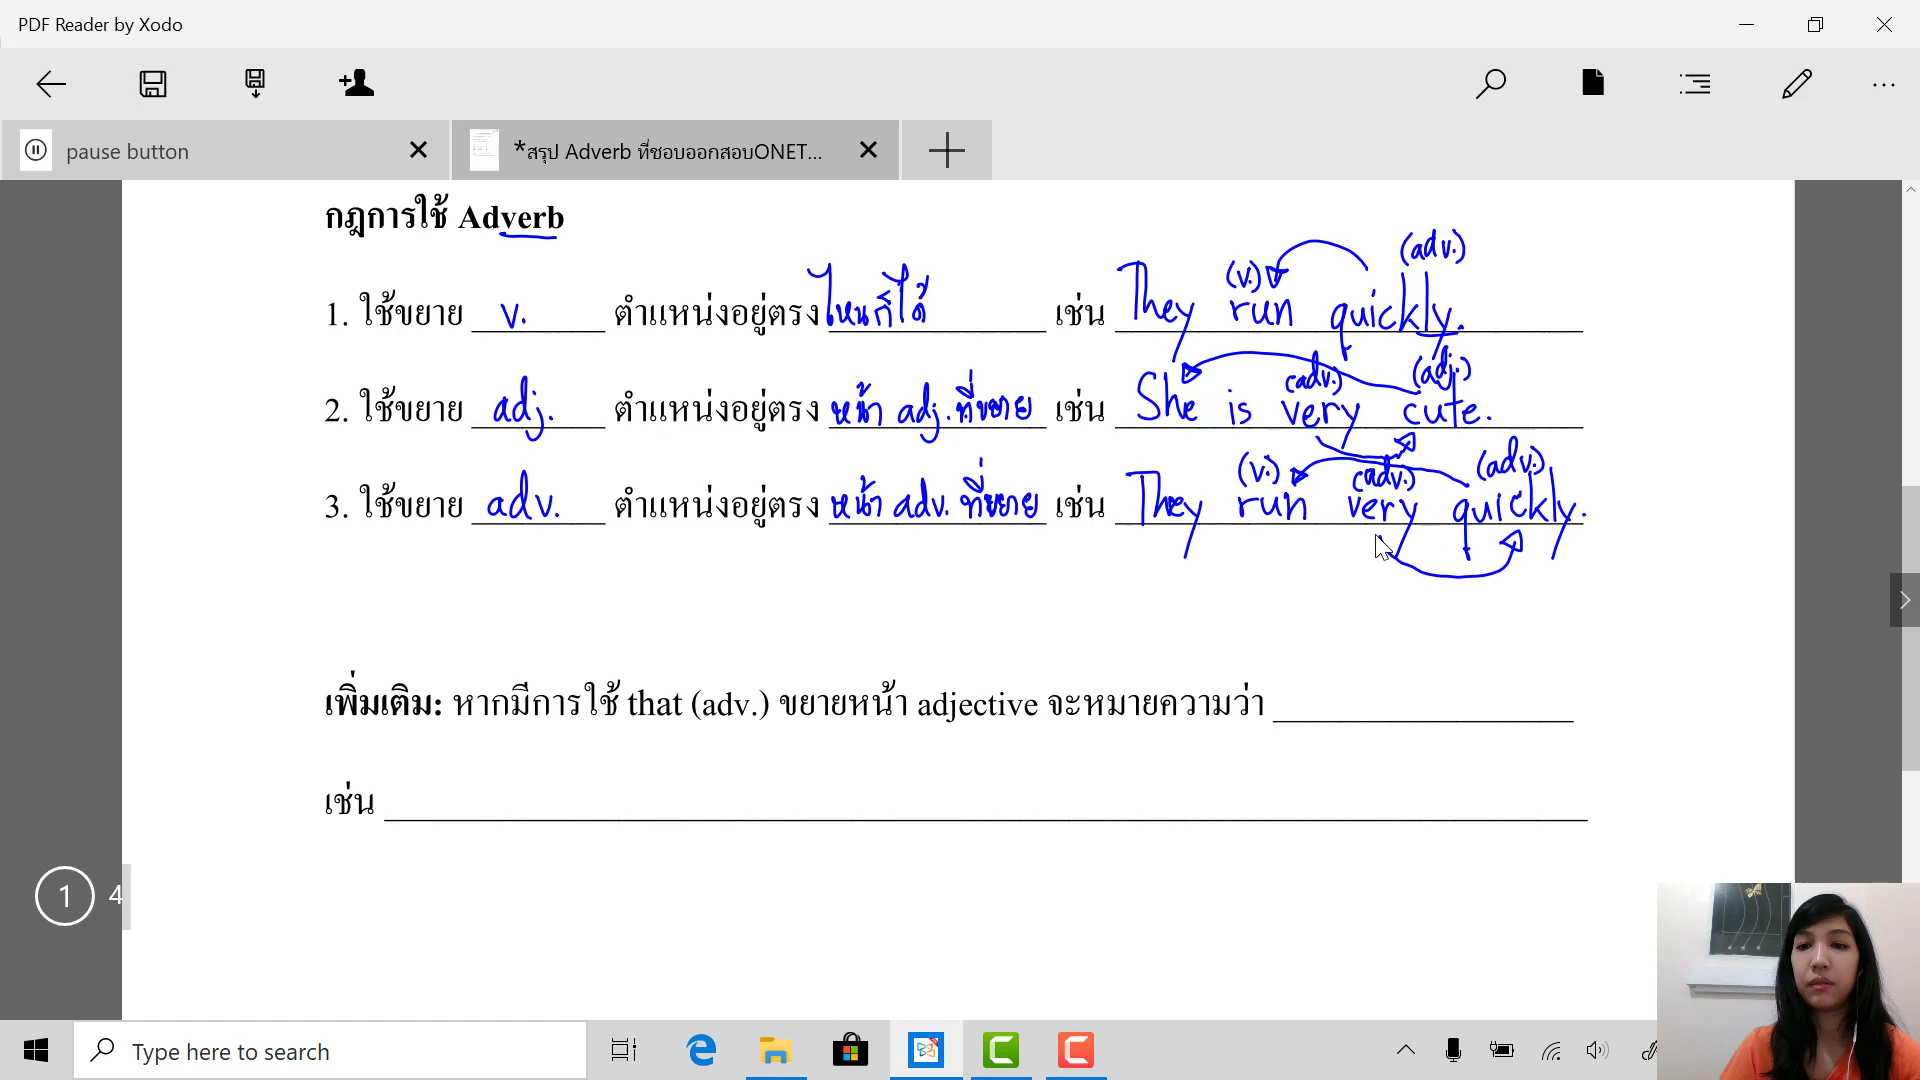 PDF Reader by Xodo
pause button
*สรุป Adverb ที่ชอบออกสอบONET...
กฎการใช้ Adverb
(adv.)
(v.)
1. ใช้ขยาย v. ตำแหน่งอยู่ตรง ไหนก็ได้ เช่น They run quickly.
(adv.) (adj.)
2. ใช้ขยาย adj. ตำแหน่งอยู่ตรง หน้า adj. ที่ขยาย เช่น She is very cute.
(v.) (adv.) (adv.)
3. ใช้ขยาย adv. ตำแหน่งอยู่ตรง หน้า adv. ที่ขยาย เช่น They run very quickly.
เพิ่มเติม: หากมีการใช้ that (adv.) ขยายหน้า adjective จะหมายความว่า
เช่น
1 4
Type here to search